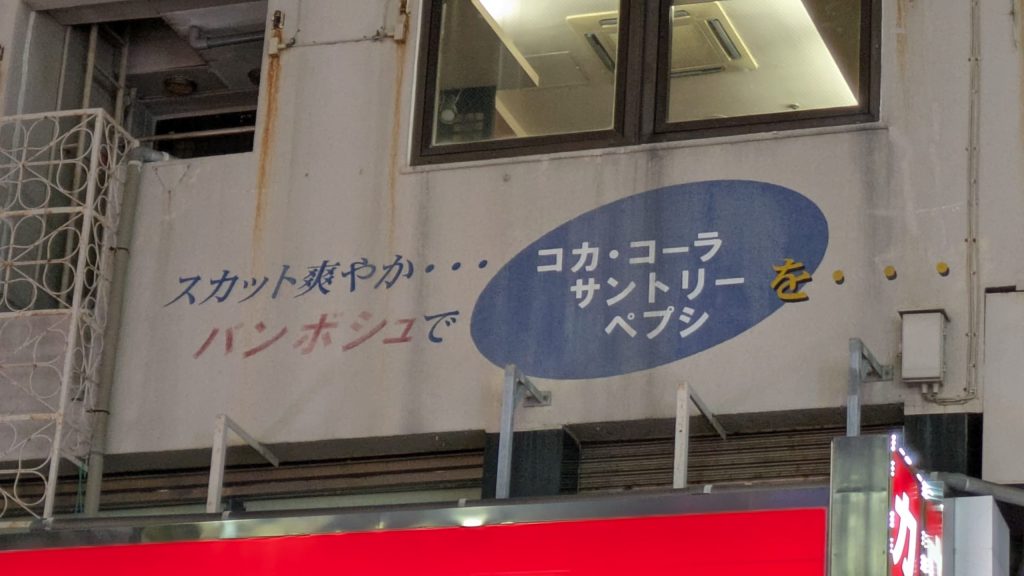 スカット爽やか・・・
バンボシュで
コカ・コーラ
サントリー
ペプシ
を・・・
カ